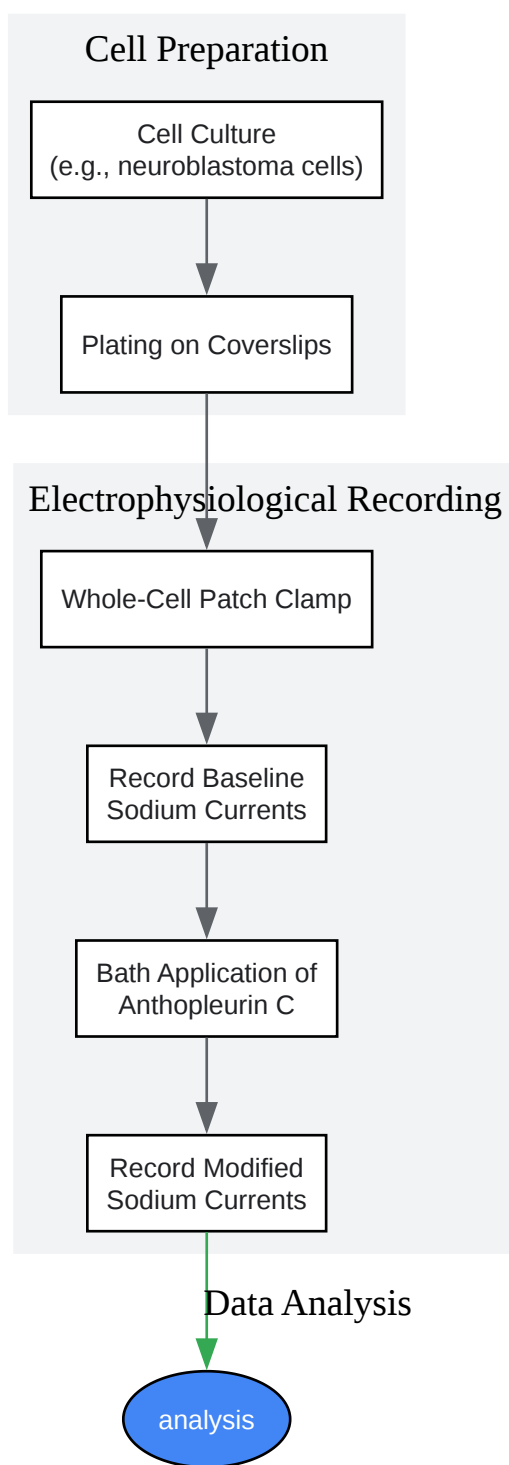 Cell Preparation
Cell Culture
(e.g., neuroblastoma cells)
Plating on Coverslips
Electrophysiological Recording
Whole-Cell Patch Clamp
Record Baseline
Sodium Currents
Bath Application of
Anthopleurin C
Record Modified
Sodium Currents
Data Analysis
analysis